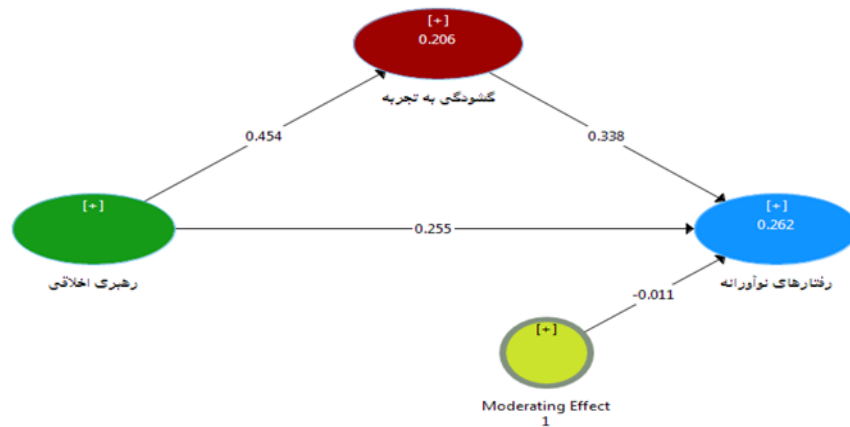 [+]
0.206
گشودگی به تجربه
0.454
0.338
[+]
رهبری اخلاقی
0.255
[+]
0.262
رفتارهای نوآورانه
-0.011
[+]
Moderating Effect
1